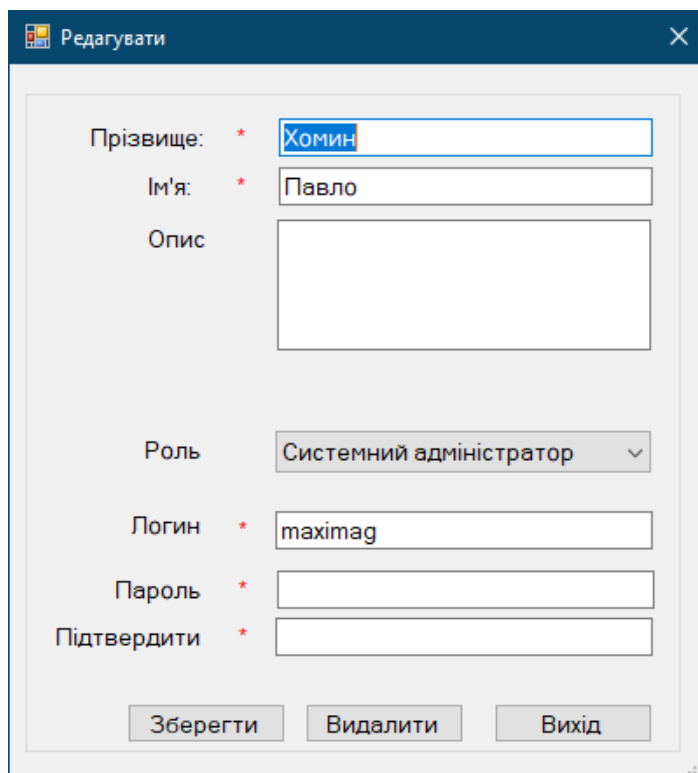 Редагувати
Прізвище: * Хомин
Ім'я: * Павло
Опис
Роль Системний адміністратор
Логин * maximag
Пароль *
Підтвердити *
Зберегти Видалити Вихід